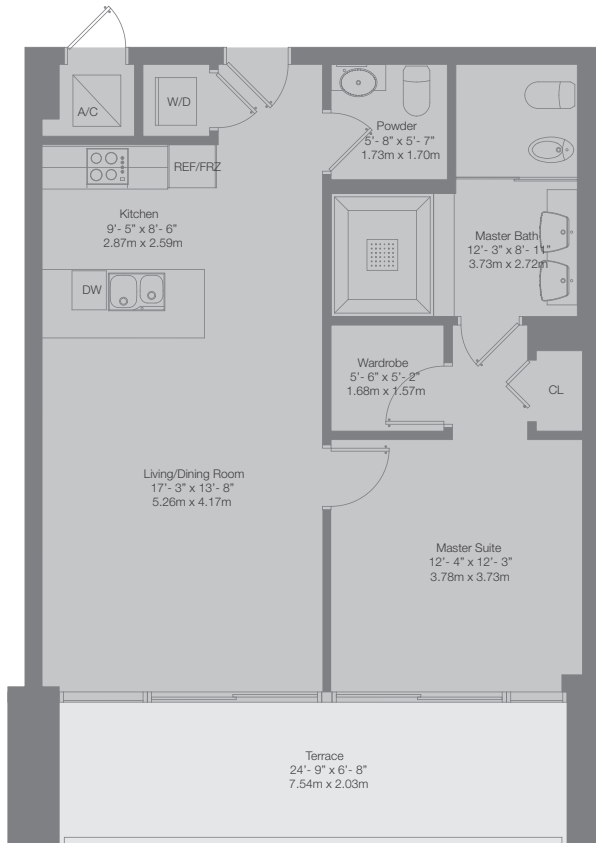 A/C
W/D
Powder
5'- 8" x 5'- 7"
1.73m x 1.70m
REF/FRZ
Kitchen
9'- 5" x 8'- 6"
2.87m x 2.59m
Master Bath
12'- 3" x 8'- 11"
3.73m x 2.72m
DW
Wardrobe
5'- 6" x 5'- 2"
1.68m x 1.57m
CL
Living/Dining Room
17'- 3" x 13'- 8"
5.26m x 4.17m
Master Suite
12'- 4" x 12'- 3"
3.78m x 3.73m
Terrace
24'- 9" x 6'- 8"
7.54m x 2.03m